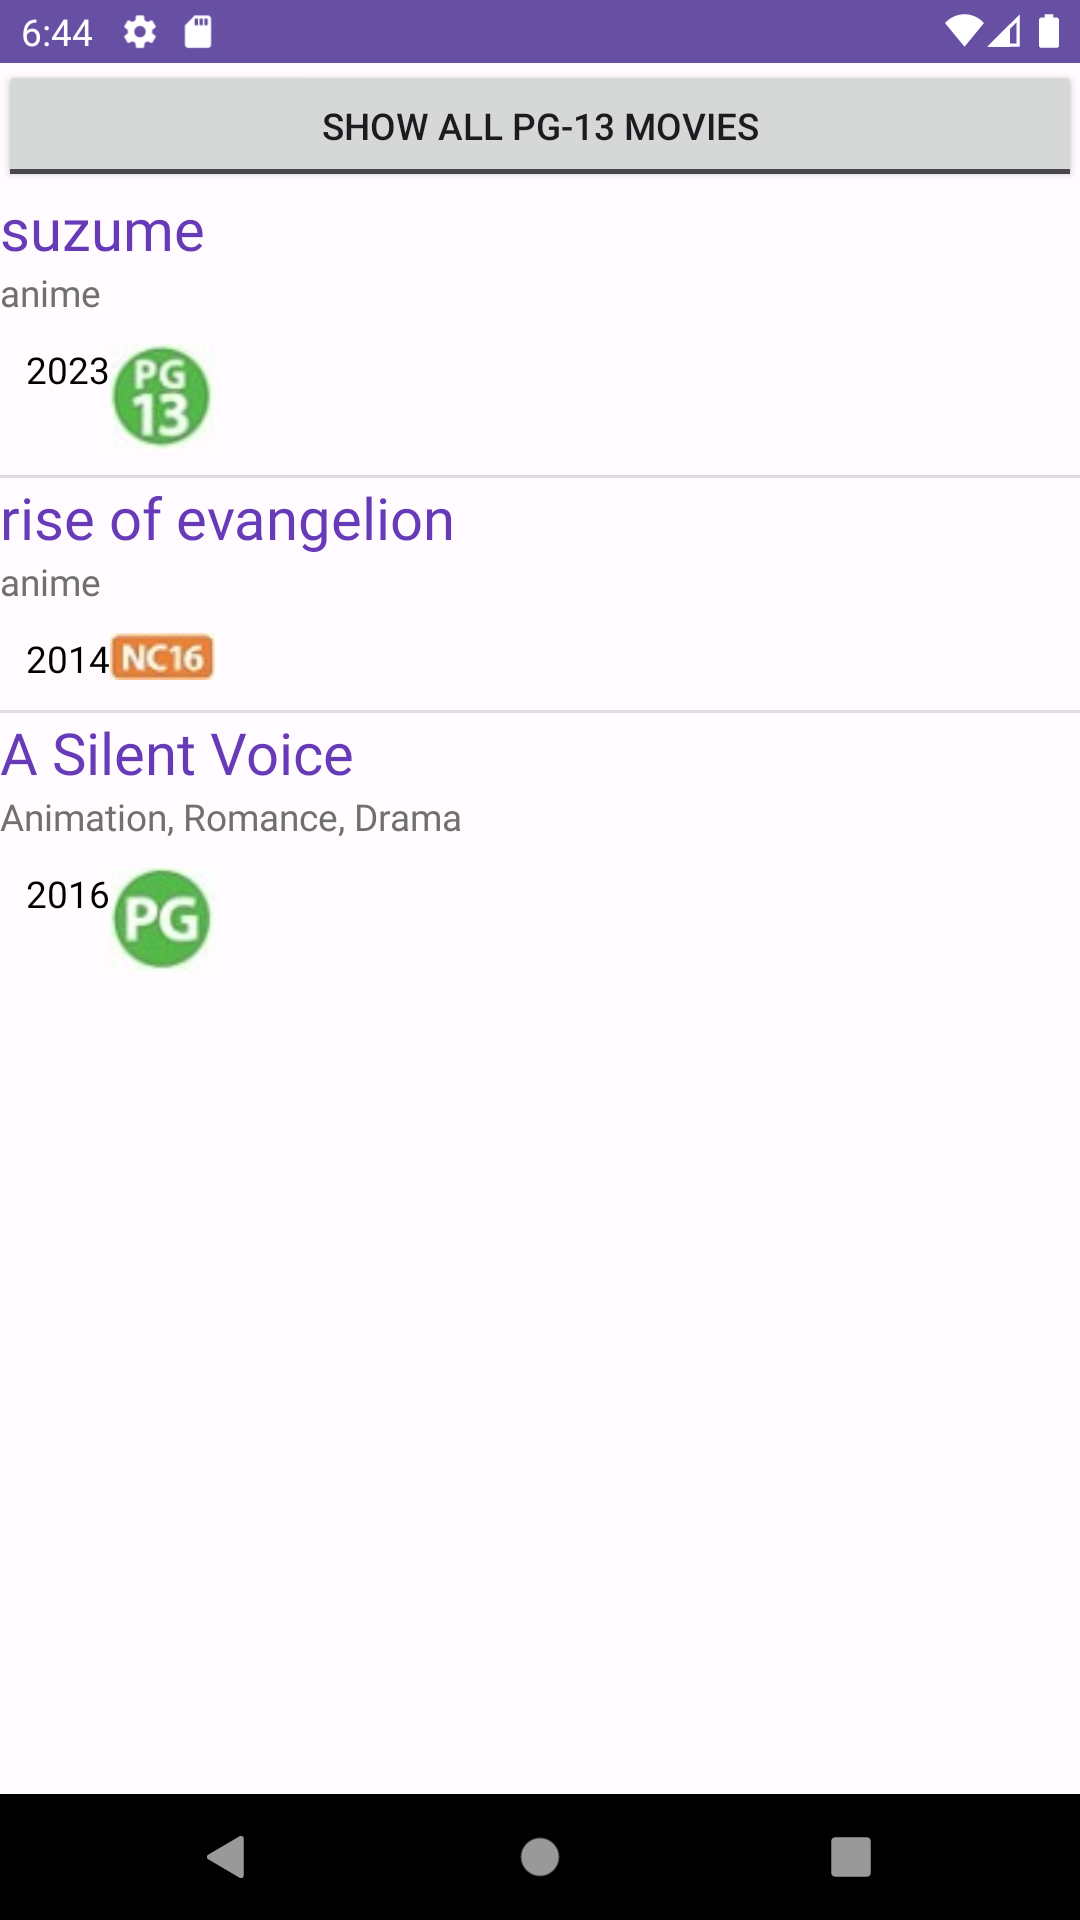 6:44
SHOW ALL PG-13 MOVIES
suzume
anime
2023 PG 13
rise of evangelion
anime
2014 NC16
A Silent Voice
Animation, Romance, Drama
2016 PG